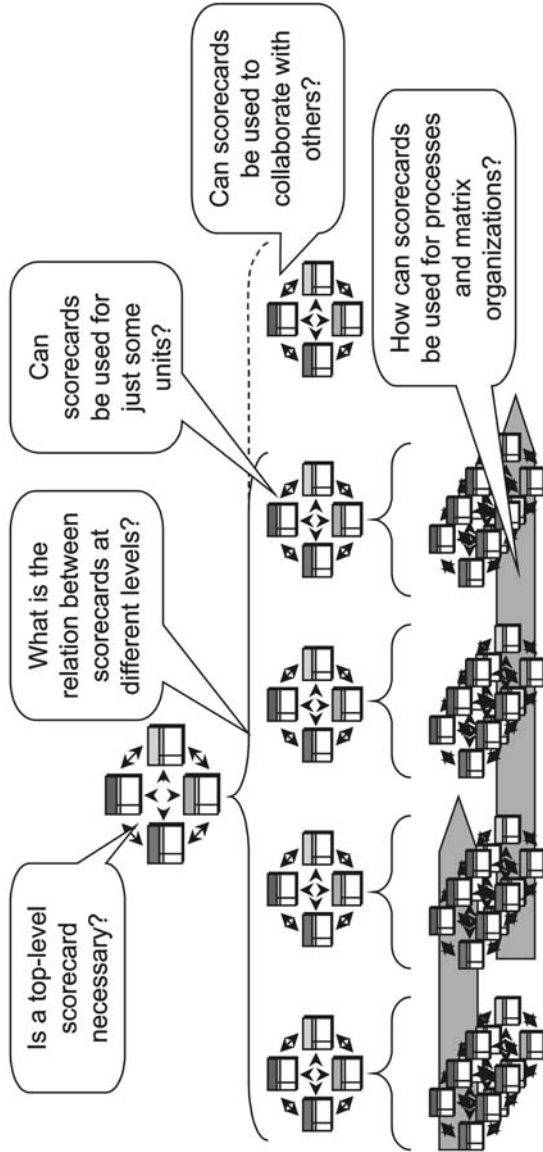 Is a top-level
scorecard
necessary?
What is the
relation between
scorecards at
different levels?
Can
scorecards
be used for
just some
units?
Can scorecards
be used to
collaborate with
others?
How can scorecards
be used for processes
and matrix
organizations?